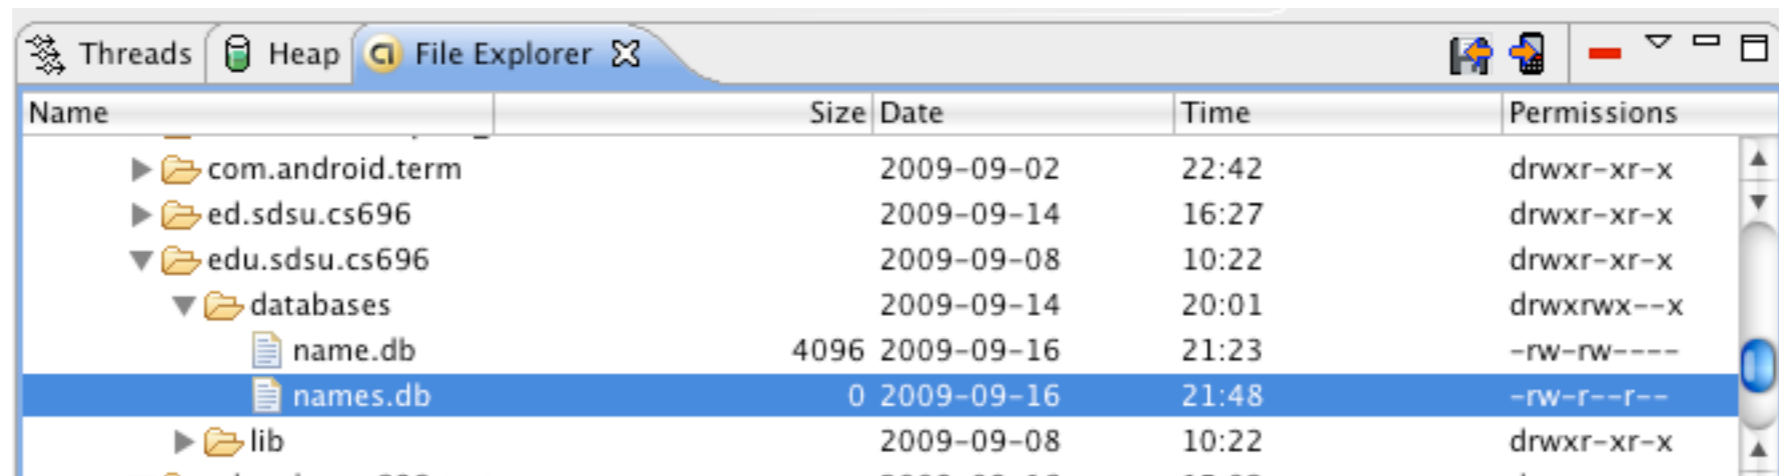 Threads Heap File Explorer
Name Size Date Time Permissions
com.android.term 2009-09-02 22:42 drwxr-xr-x
ed.sdsu.cs696 2009-09-14 16:27 drwxr-xr-x
edu.sdsu.cs696 2009-09-08 10:22 drwxr-xr-x
databases 2009-09-14 20:01 drwxrwx--x
name.db 4096 2009-09-16 21:23 -rw-rw----
names.db 0 2009-09-16 21:48 -rw-r--r--
lib 2009-09-08 10:22 drwxr-xr-x